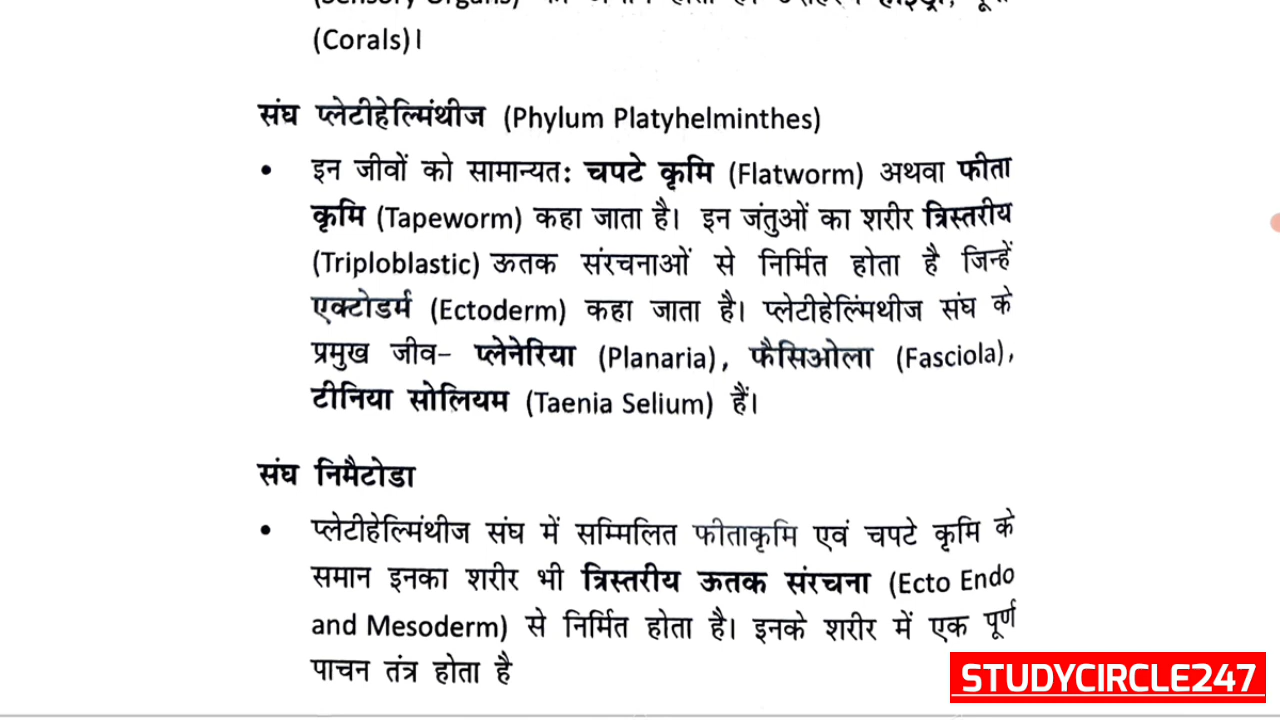 (Corals)।
संघ प्लेटीहेल्मिंथीज (Phylum Platyhelminthes)
• इन जीवों को सामान्यतः चपटे कृमि (Flatworm) अथवा फीता
कृमि (Tapeworm) कहा जाता है। इन जंतुओं का शरीर त्रिस्तरीय
(Triploblastic) ऊतक संरचनाओं से निर्मित होता है जिन्हें
एक्टोडर्म (Ectoderm) कहा जाता है। प्लेटीहेल्मिंथीज संघ के
प्रमुख जीव– प्लेनेरिया (Planaria), फैसिओला (Fasciola),
टीनिया सोलियम (Taenia Selium) हैं।
संघ निमैटोडा
• प्लेटीहेल्मिंथीज संघ में सम्मिलित फीताकृमि एवं चपटे कृमि के
समान इनका शरीर भी त्रिस्तरीय ऊतक संरचना (Ecto Endo
and Mesoderm) से निर्मित होता है। इनके शरीर में एक पूर्ण
पाचन तंत्र होता है
STUDYCIRCLE247